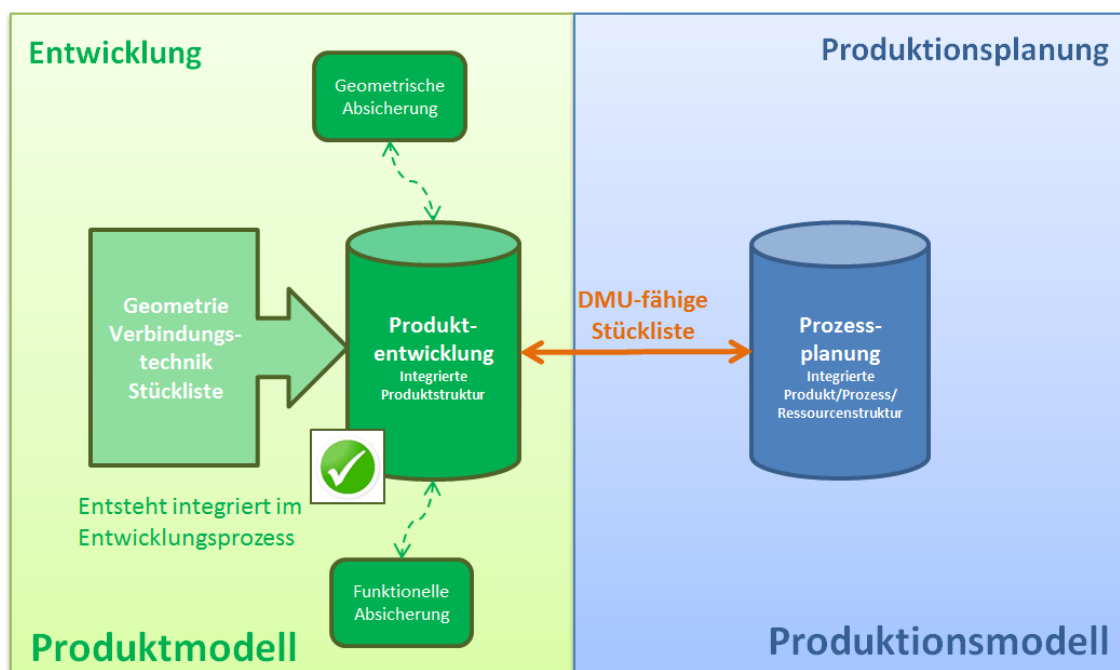 Entwicklung
Produktionsplanung
Geometrische
Absicherung
Geometrie
Verbindungs-
technik
Stückliste
Produkt-
entwicklung
Integrierte
Produktstruktur
DMU-fähige
Stückliste
Prozess-
planung
Integrierte
Produkt/Prozess/
Ressourcenstruktur
Entsteht integriert im
Entwicklungsprozess
Funktionelle
Absicherung
Produktmodell
Produktionsmodell